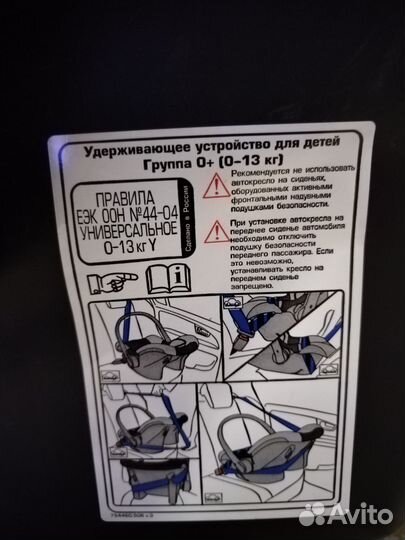 Удерживающее устройство для детей
Группа 0+ (0-13 кг)
ПРАВИЛА
ЕЭК ООН №44-04
УНИВЕРСАЛЬНОЕ
0-13 кг Y
Сделано в России
Рекомендуется не использовать
автокресло на сиденьях,
оборудованных активными
фронтальными надувными
подушками безопасности.
При установке автокресла на
переднее сиденье автомобиля
необходимо отключить
подушку безопасности
переднего пассажира. Если
это невозможно,
устанавливать кресло на
переднем сиденье
запрещено.
Avito